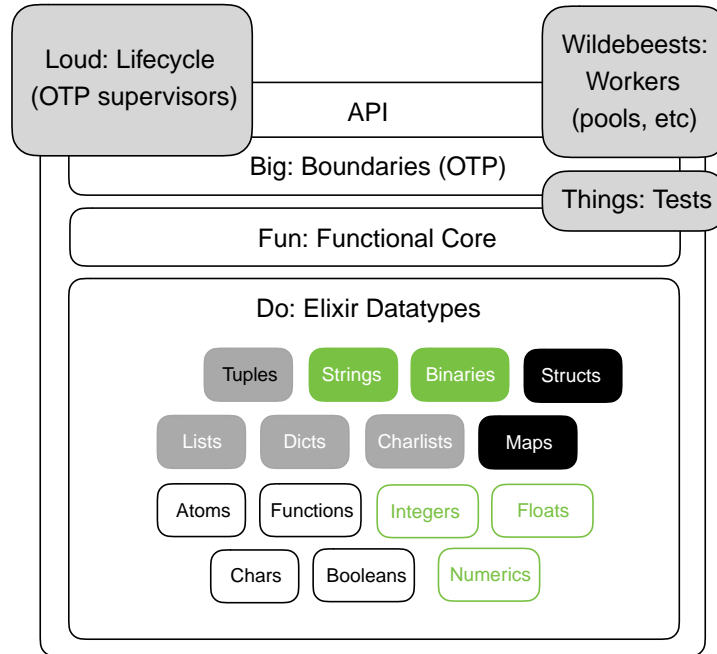 Loud: Lifecycle
(OTP supervisors)
Wildebeests:
Workers
(pools, etc)
API
Big: Boundaries (OTP)
Things: Tests
Fun: Functional Core
Do: Elixir Datatypes
Tuples
Strings
Binaries
Structs
Lists
Dicts
Charlists
Maps
Atoms
Functions
Integers
Floats
Chars
Booleans
Numerics